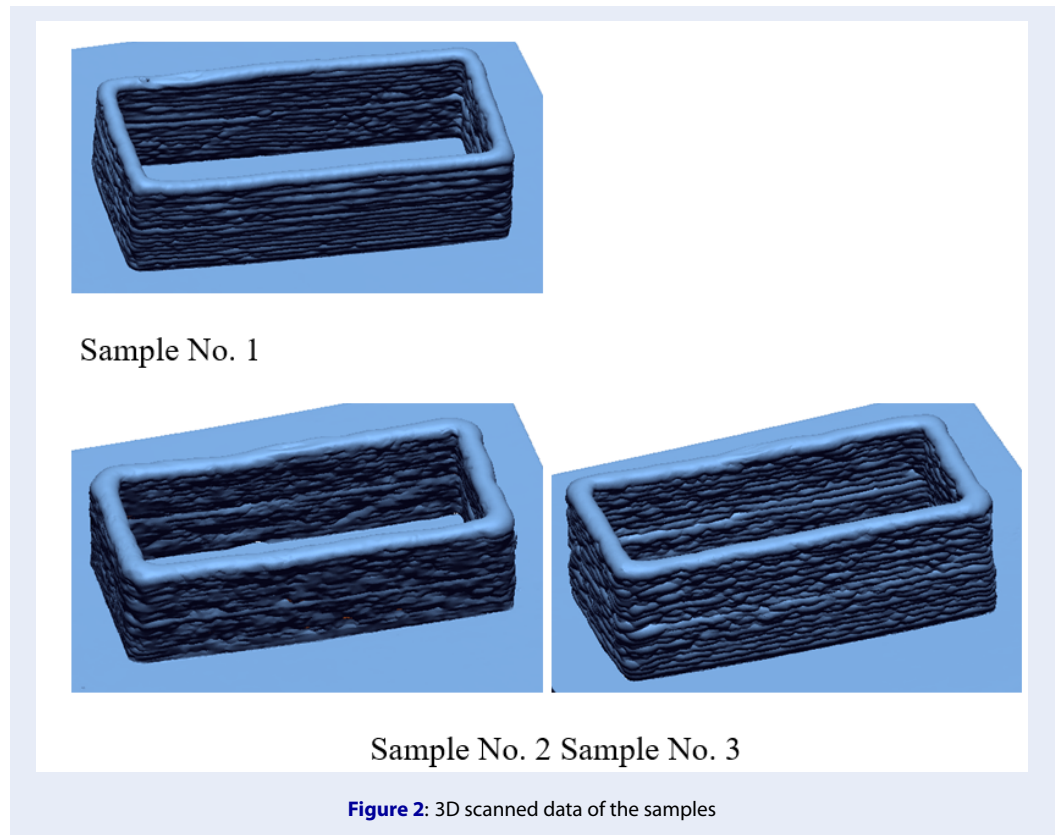 Sample No. 1
Sample No. 2 Sample No. 3
Figure 2: 3D scanned data of the samples